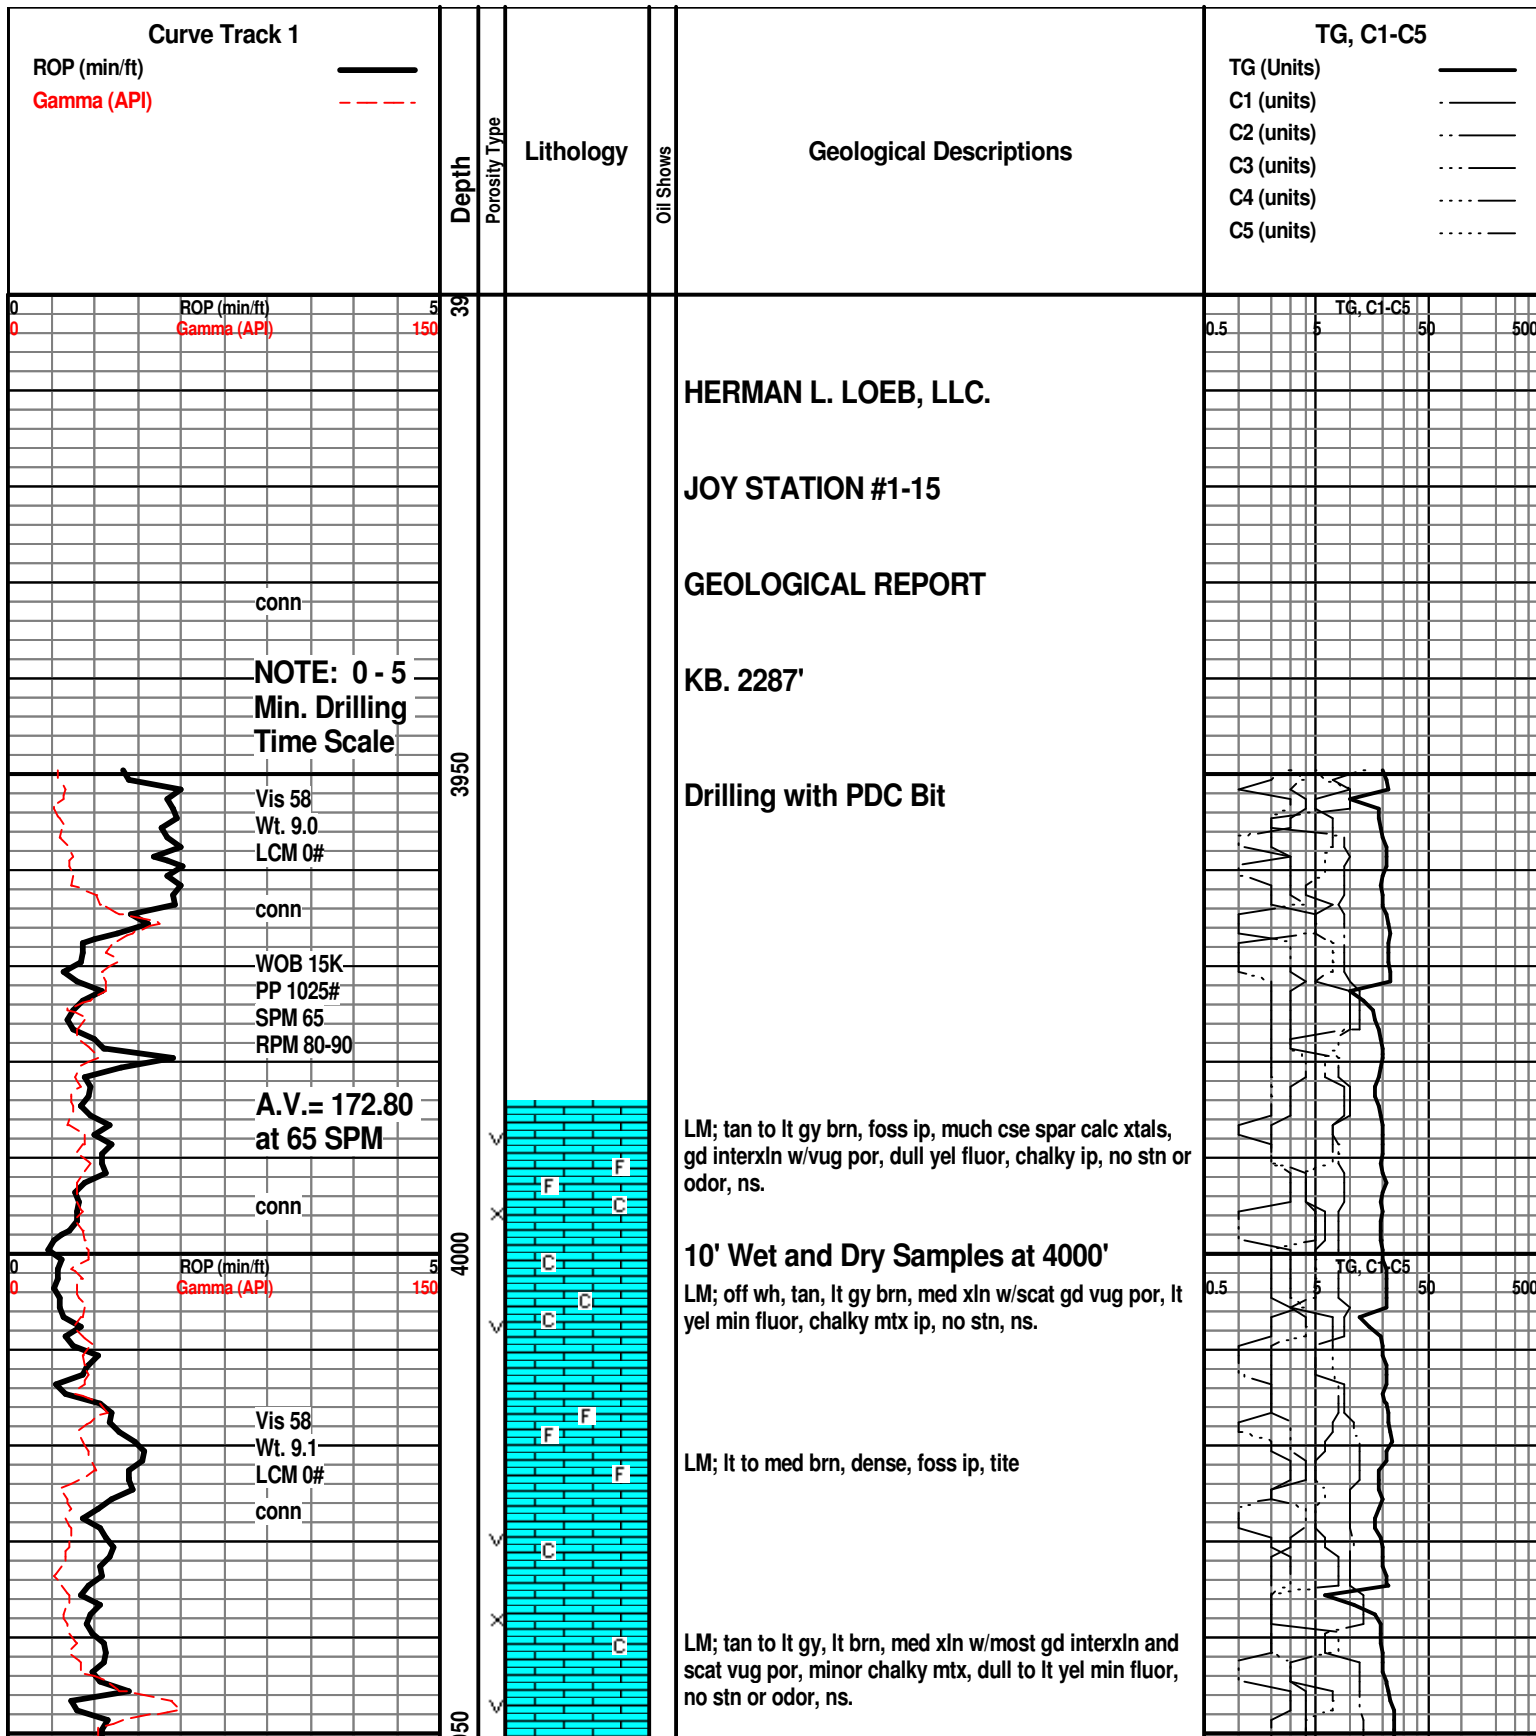 Curve Track 1
ROP (min/ft)
Gamma (API)
Depth
Porosity Type
Lithology
Oil Shows
Geological Descriptions
TG, C1-C5
TG (Units)
C1 (units)
C2 (units)
C3 (units)
C4 (units)
C5 (units)
0 ROP (min/ft) 5
0 Gamma (API) 150
39
TG, C1-C5
0.5 5 50 500
HERMAN L. LOEB, LLC.
JOY STATION #1-15
GEOLOGICAL REPORT
conn
KB. 2287'
NOTE: 0 - 5
Min. Drilling
Time Scale
3950
Drilling with PDC Bit
Vis 58
Wt. 9.0
LCM 0#
conn
WOB 15K
PP 1025#
SPM 65
RPM 80-90
A.V.= 172.80
at 65 SPM
LM; tan to lt gy brn, foss ip, much cse spar calc xtals,
gd interxln w/vug por, dull yel fluor, chalky ip, no stn or
odor, ns.
V
F
F
C
X
conn
4000
10' Wet and Dry Samples at 4000'
0 ROP (min/ft) 5
0 Gamma (API) 150
TG, C1-C5
0.5 5 50 500
LM; off wh, tan, lt gy brn, med xln w/scat gd vug por, lt
yel min fluor, chalky mtx ip, no stn, ns.
C
C
C
V
F
F
F
Vis 58
Wt. 9.1
LCM 0#
conn
LM; lt to med brn, dense, foss ip, tite
V
C
X
C
LM; tan to lt gy, lt brn, med xln w/most gd interxln and
scat vug por, minor chalky mtx, dull to lt yel min fluor,
no stn or odor, ns.
V
50